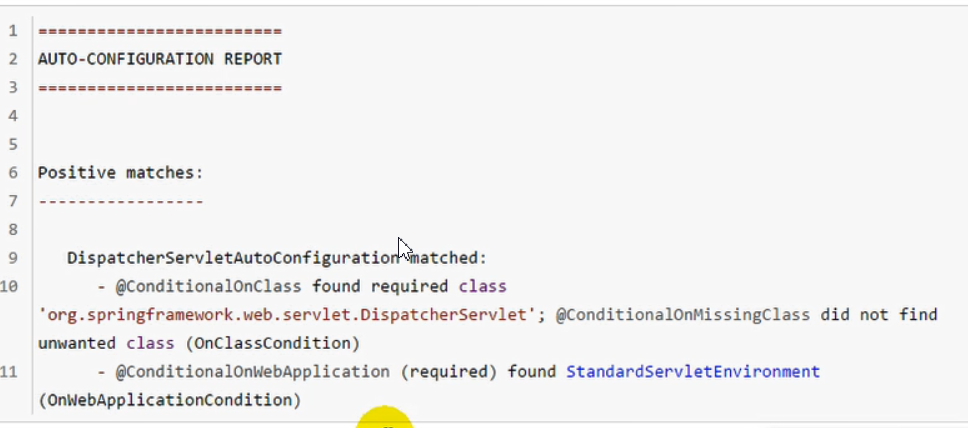 1 =========================
2 AUTO-CONFIGURATION REPORT
3 =========================
4
5
6 Positive matches:
7 -----------------
8
9 DispatcherServletAutoConfiguration matched:
10 - @ConditionalOnClass found required class
'org.springframework.web.servlet.DispatcherServlet'; @ConditionalOnMissingClass did not find
unwanted class (OnClassCondition)
11 - @ConditionalOnWebApplication (required) found StandardServletEnvironment
(OnWebApplicationCondition)